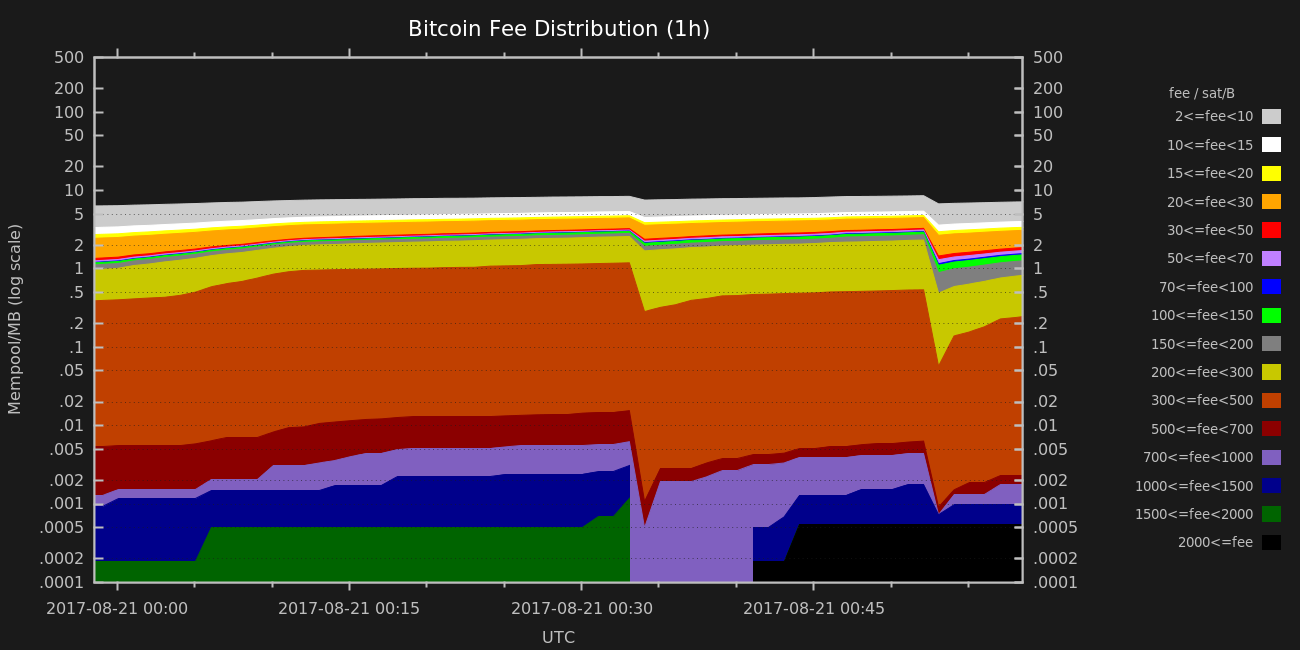 Bitcoin Fee Distribution (1h)
500
200
100
50
20
10
5
2
1
.5
.2
.1
.05
.02
.01
.005
.002
.001
.0005
.0002
.0001
Mempool/MB (log scale)
500
200
100
50
20
10
5
2
1
.5
.2
.1
.05
.02
.01
.005
.002
.001
.0005
.0002
.0001
2017-08-21 00:00 2017-08-21 00:15 2017-08-21 00:30 2017-08-21 00:45
UTC
fee / sat/B
2<=fee<10
10<=fee<15
15<=fee<20
20<=fee<30
30<=fee<50
50<=fee<70
70<=fee<100
100<=fee<150
150<=fee<200
200<=fee<300
300<=fee<500
500<=fee<700
700<=fee<1000
1000<=fee<1500
1500<=fee<2000
2000<=fee